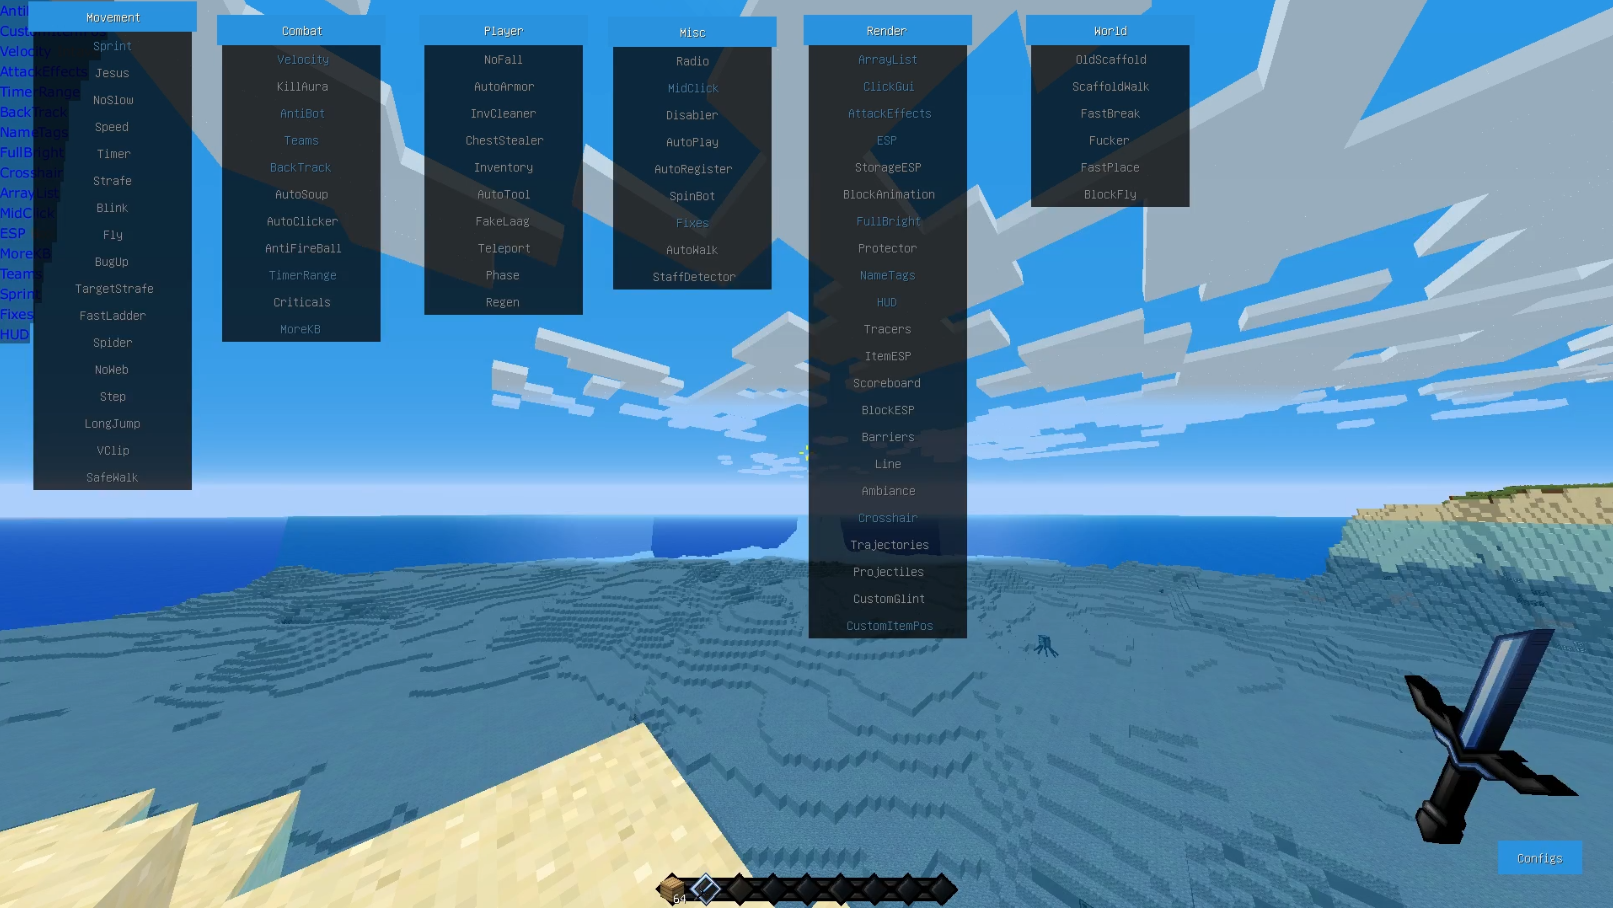 Anti
Custom
Velocity
AttackEffects
TimerRange
BackTrack
NameTags
FullBright
Crosshair
ArrayList
MidClick
ESP
MoreKB
Teams
Sprint
Fixes
HUD
Movement
Sprint
Jesus
NoSlow
Speed
Timer
Strafe
Blink
Fly
BugUp
TargetStrafe
FastLadder
Spider
NoWeb
Step
LongJump
VClip
SafeWalk
Combat
Velocity
KillAura
AntiBot
Teams
BackTrack
AutoSoup
AutoClicker
AntiFireBall
TimerRange
Criticals
MoreKB
Player
NoFall
AutoArmor
InvCleaner
ChestStealer
Inventory
AutoTool
FakeLaag
Teleport
Phase
Regen
Misc
Radio
MidClick
Disabler
AutoPlay
AutoRegister
SpinBot
Fixes
AutoWalk
StaffDetector
Render
ArrayList
ClickGui
AttackEffects
ESP
StorageESP
BlockAnimation
FullBright
Protector
NameTags
HUD
Tracers
ItemESP
Scoreboard
BlockESP
Barriers
Line
Ambiance
Crosshair
Trajectories
Projectiles
CustomGlint
CustomItemPos
World
OldScaffold
ScaffoldWalk
FastBreak
Fucker
FastPlace
BlockFly
64
Configs